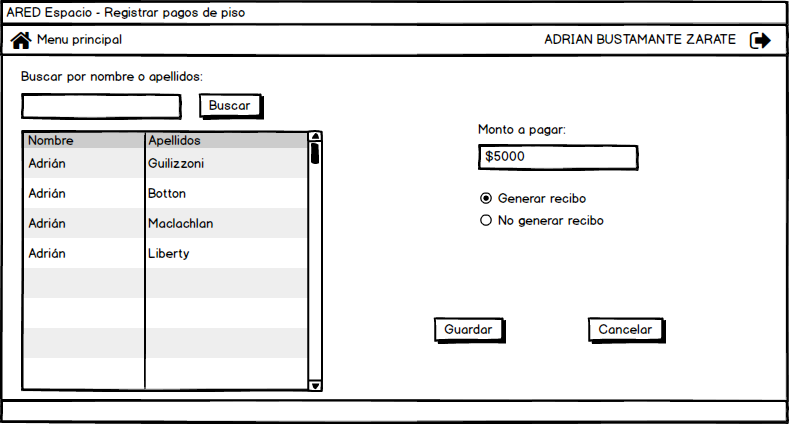 ARED Espacio - Registrar pagos de piso
Menu principal
ADRIAN BUSTAMANTE ZARATE
Buscar por nombre o apellidos:
Buscar
Nombre Apellidos
Adrián Guilizzoni
Adrián Botton
Adrián Maclachlan
Adrián Liberty
Monto a pagar:
$5000
Generar recibo
No generar recibo
Guardar
Cancelar